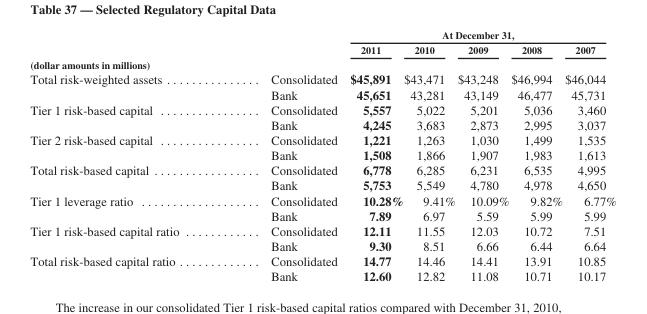 Table 37 — Selected Regulatory Capital Data
At December 31,
2011 2010 2009 2008 2007
(dollar amounts in millions)
Total risk-weighted assets . . . . . . . . . . . . . . . Consolidated $45,891 $43,471 $43,248 $46,994 $46,044
Bank 45,651 43,281 43,149 46,477 45,731
Tier 1 risk-based capital . . . . . . . . . . . . . . . . Consolidated 5,557 5,022 5,201 5,036 3,460
Bank 4,245 3,683 2,873 2,995 3,037
Tier 2 risk-based capital . . . . . . . . . . . . . . . . Consolidated 1,221 1,263 1,030 1,499 1,535
Bank 1,508 1,866 1,907 1,983 1,613
Total risk-based capital . . . . . . . . . . . . . . . . . Consolidated 6,778 6,285 6,231 6,535 4,995
Bank 5,753 5,549 4,780 4,978 4,650
Tier 1 leverage ratio . . . . . . . . . . . . . . . . . . . Consolidated 10.28% 9.41% 10.09% 9.82% 6.77%
Bank 7.89 6.97 5.59 5.99 5.99
Tier 1 risk-based capital ratio . . . . . . . . . . . . Consolidated 12.11 11.55 12.03 10.72 7.51
Bank 9.30 8.51 6.66 6.44 6.64
Total risk-based capital ratio . . . . . . . . . . . . . Consolidated 14.77 14.46 14.41 13.91 10.85
Bank 12.60 12.82 11.08 10.71 10.17
The increase in our consolidated Tier 1 risk-based capital ratios compared with December 31, 2010,